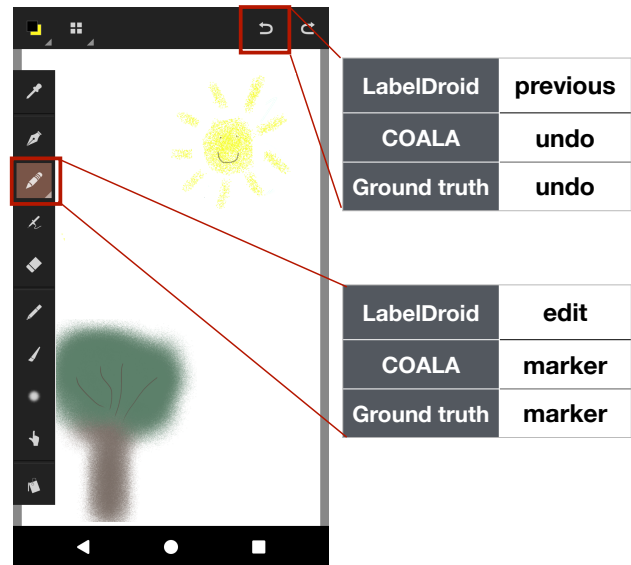 LabelDroid previous
COALA undo
Ground truth undo
LabelDroid edit
COALA marker
Ground truth marker